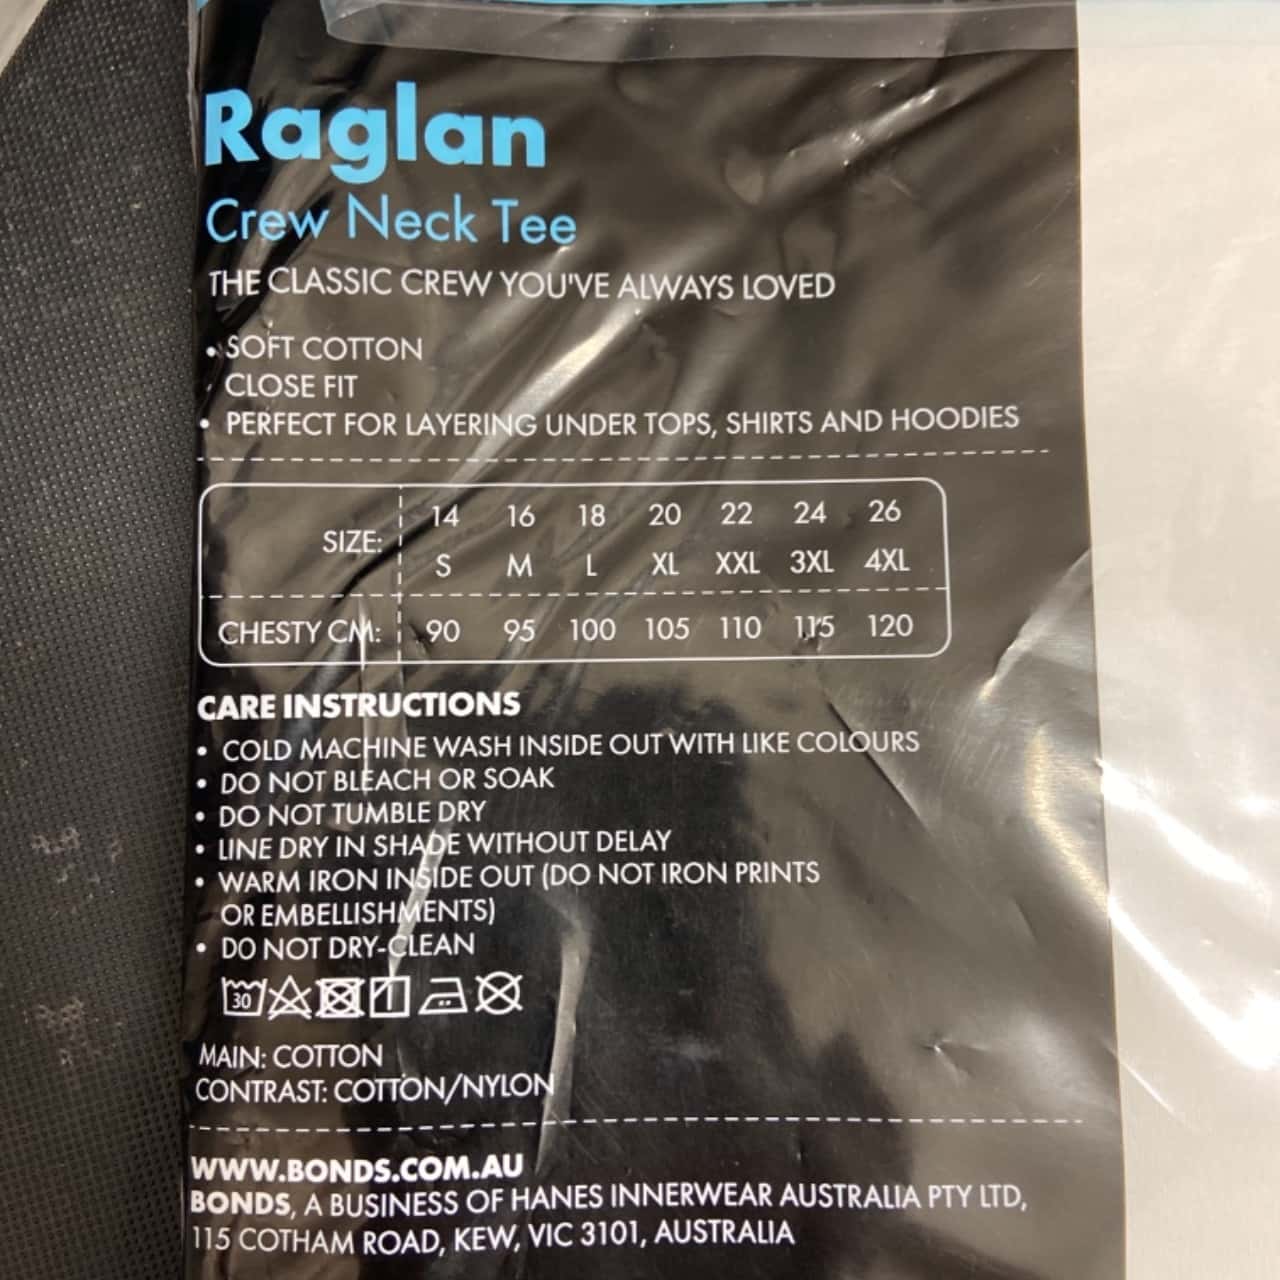 Raglan
Crew Neck Tee
THE CLASSIC CREW YOU'VE ALWAYS LOVED
• SOFT COTTON
• CLOSE FIT
• PERFECT FOR LAYERING UNDER TOPS, SHIRTS AND HOODIES
SIZE: 14 16 18 20 22 24 26
S M L XL XXL 3XL 4XL
CHESTY CM: 90 95 100 105 110 115 120
CARE INSTRUCTIONS
• COLD MACHINE WASH INSIDE OUT WITH LIKE COLOURS
• DO NOT BLEACH OR SOAK
• DO NOT TUMBLE DRY
• LINE DRY IN SHADE WITHOUT DELAY
• WARM IRON INSIDE OUT (DO NOT IRON PRINTS
OR EMBELLISHMENTS)
• DO NOT DRY-CLEAN
30
MAIN: COTTON
CONTRAST: COTTON/NYLON
WWW.BONDS.COM.AU
BONDS, A BUSINESS OF HANES INNERWEAR AUSTRALIA PTY LTD,
115 COTHAM ROAD, KEW, VIC 3101, AUSTRALIA